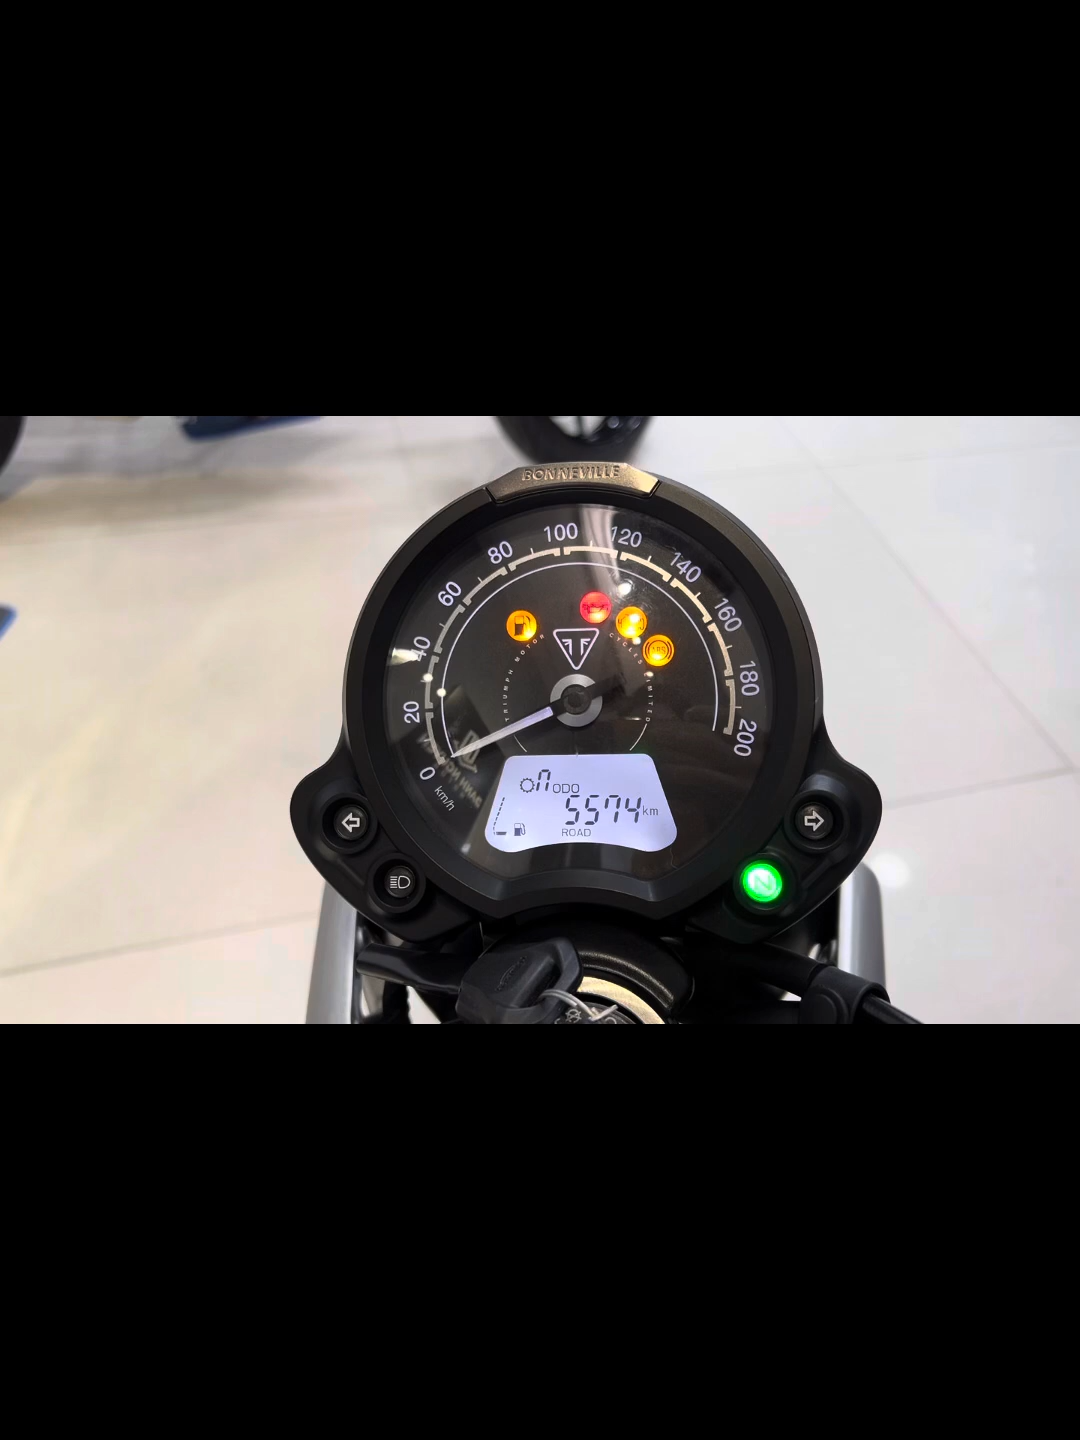 BONNEVILLE
0
20
40
60
80
100
120
140
160
180
200
km/h
TRIUMPH MOTOR
CYCLES LIMITED
ABS
n ODO
5574 km
ROAD
N